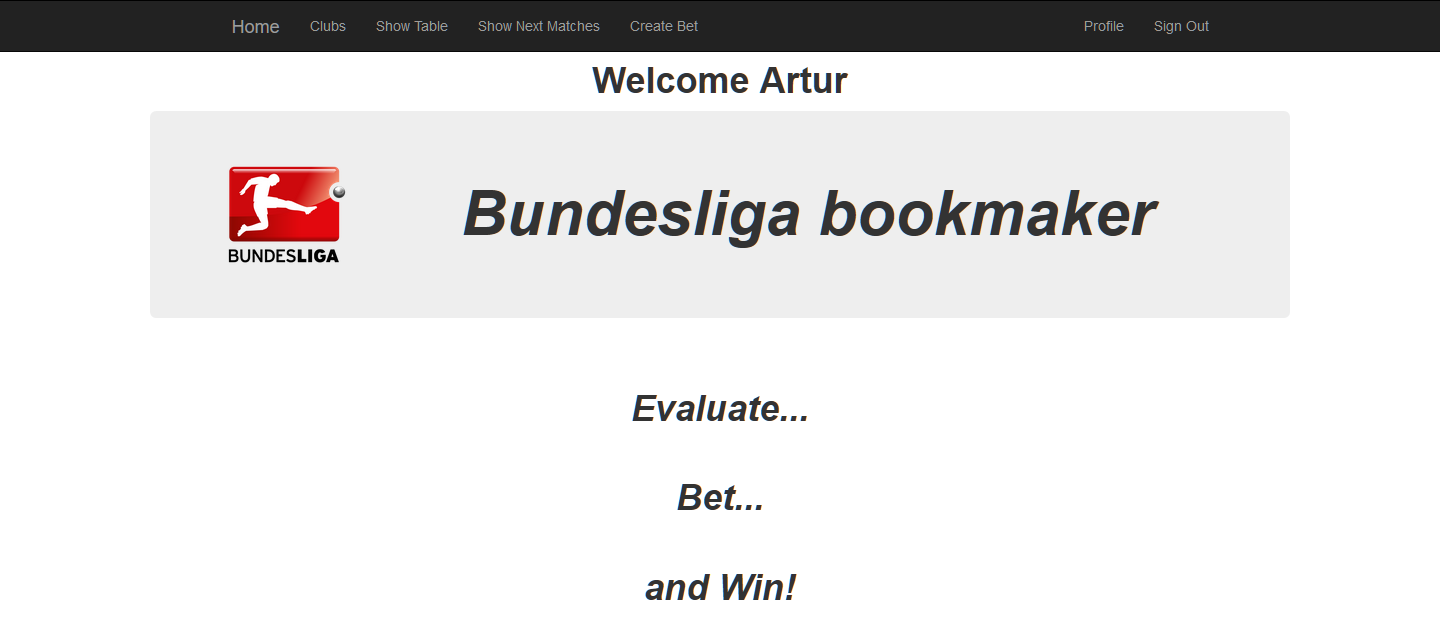 Home Clubs Show Table Show Next Matches Create Bet Profile Sign Out
Welcome Artur
Bundesliga bookmaker
BUNDESLIGA
Evaluate...
Bet...
and Win!